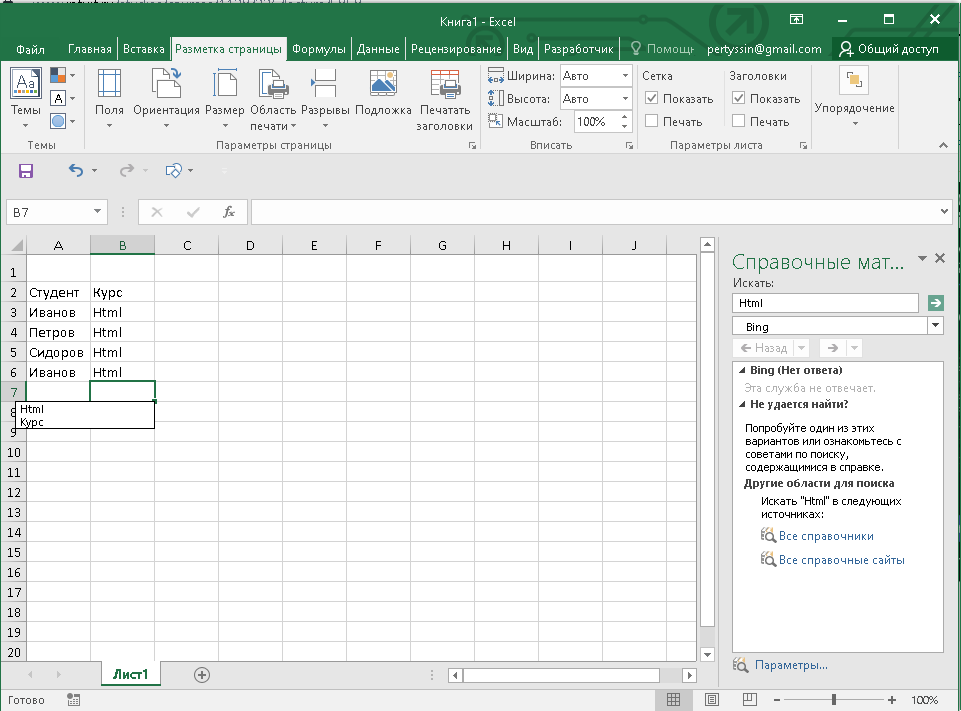 Книга1 - Excel
Файл Главная Вставка Разметка страницы Формулы Данные Рецензирование Вид Разработчик Помощь pertyssin@gmail.com Общий доступ
Ширина: Авто Сетка Заголовки
Высота: Авто Показать Показать
Темы Поля Ориентация Размер Область печати Разрывы Подложка Печатать заголовки Масштаб: 100% Печать Печать Упорядочение
Темы Параметры страницы Вписать Параметры листа
B7 fx
A B C D E F G H I J
1
2 Студент Курс
3 Иванов Html
4 Петров Html
5 Сидоров Html
6 Иванов Html
7
8
Html
Курс
9
10
11
12
13
14
15
16
17
18
19
20
Справочные мат...
Искать:
Html
Bing
Назад
Bing (Нет ответа)
Эта служба не отвечает.
Не удается найти?
Попробуйте один из этих
вариантов или ознакомьтесь с
советами по поиску,
содержащимися в справке.
Другие области для поиска
Искать "Html" в следующих
источниках:
Все справочники
Все справочные сайты
Параметры...
Лист1
Готово 100%